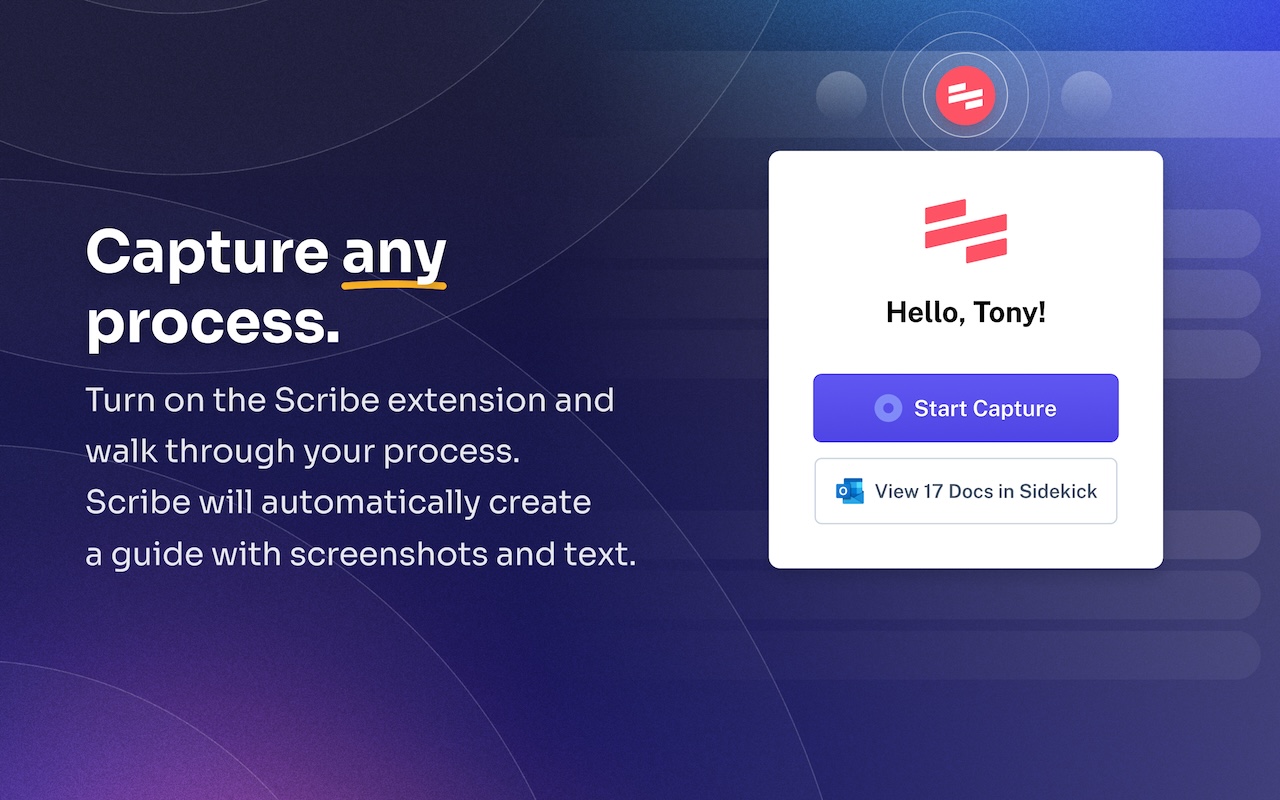 Capture any
process.
Turn on the Scribe extension and
walk through your process.
Scribe will automatically create
a guide with screenshots and text.
Hello, Tony!
Start Capture
View 17 Docs in Sidekick